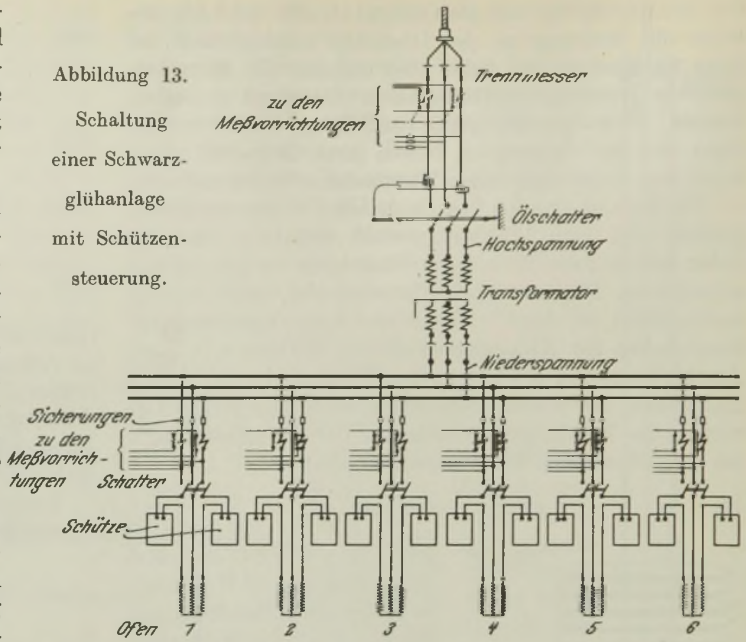 Abbildung 13.
Schaltung
einer Schwarz-
glühanlage
mit Schützen-
steuerung.
Trennmesser
zu den
Meßvorrichtungen
Ölschalter
Hochspannung
Transformator
Niederspannung
Sicherungen
zu den
Meßvorrich-
tungen
Schalter
Schütze
Ofen 1 2 3 4 5 6